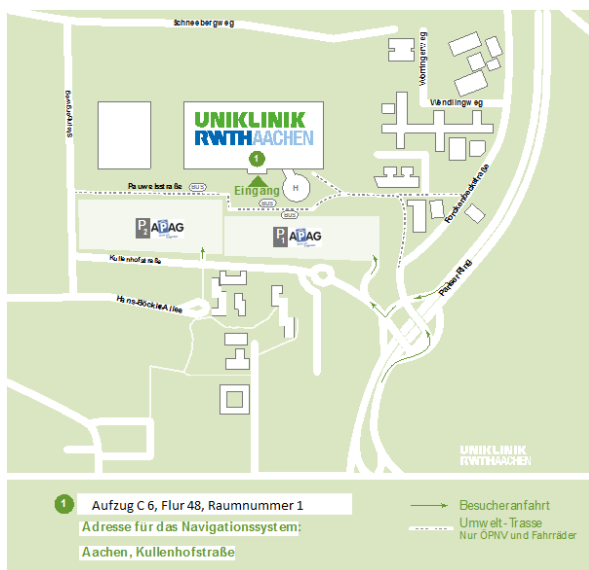 Schneebergweg
Worringerweg
Wendlingweg
Steinbergweg
UNIKLINIK
RWTHAACHEN
1
Eingang
H
Pauwelsstraße
BUS
BUS
BUS
Forckenbeckstraße
P2 APAG
P1 APAG
Kullenhofstraße
Pariser Ring
Hans-Böckler-Allee
UNIKLINIK
RWTHAACHEN
1 Aufzug C 6, Flur 48, Raumnummer 1
Adresse für das Navigationssystem:
Aachen, Kullenhofstraße
Besucheranfahrt
Umwelt-Trasse
Nur ÖPNV und Fahrräder